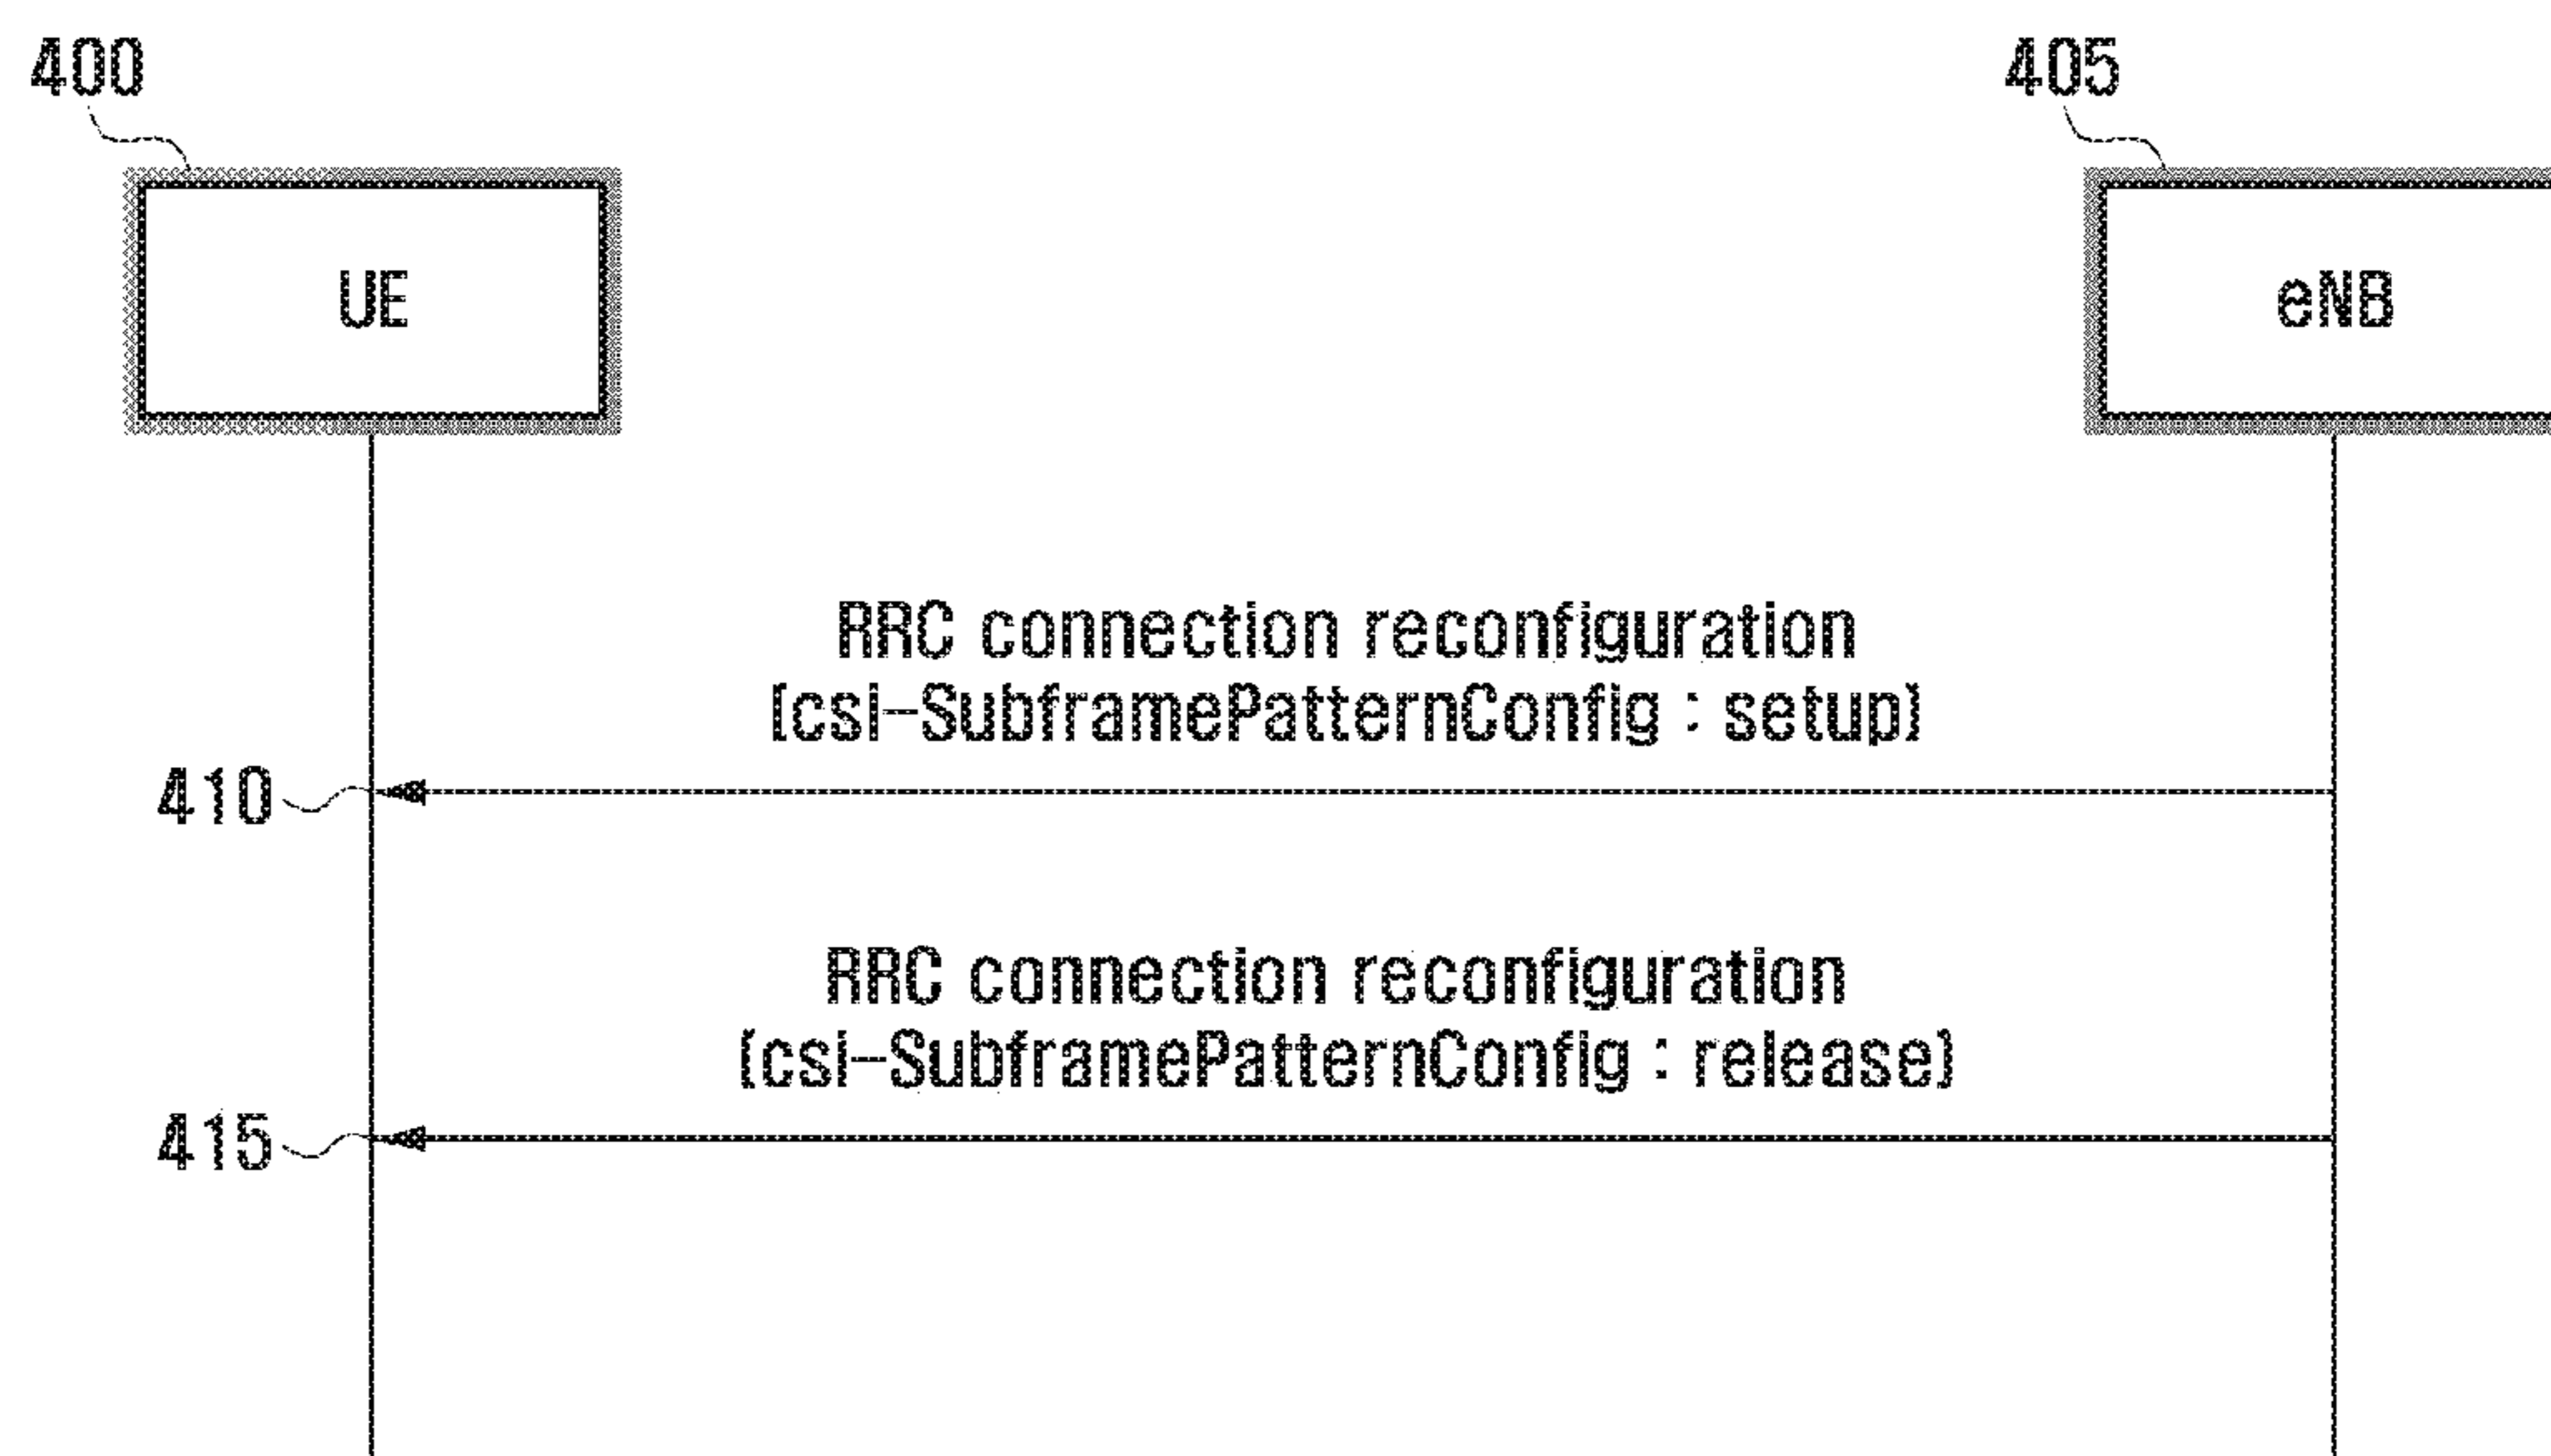 400
405
UE
eNB
RRC connection reconfiguration
(csi-SubframePatternConfig : setup)
410
RRC connection reconfiguration
(csi-SubframePatternConfig : release)
415